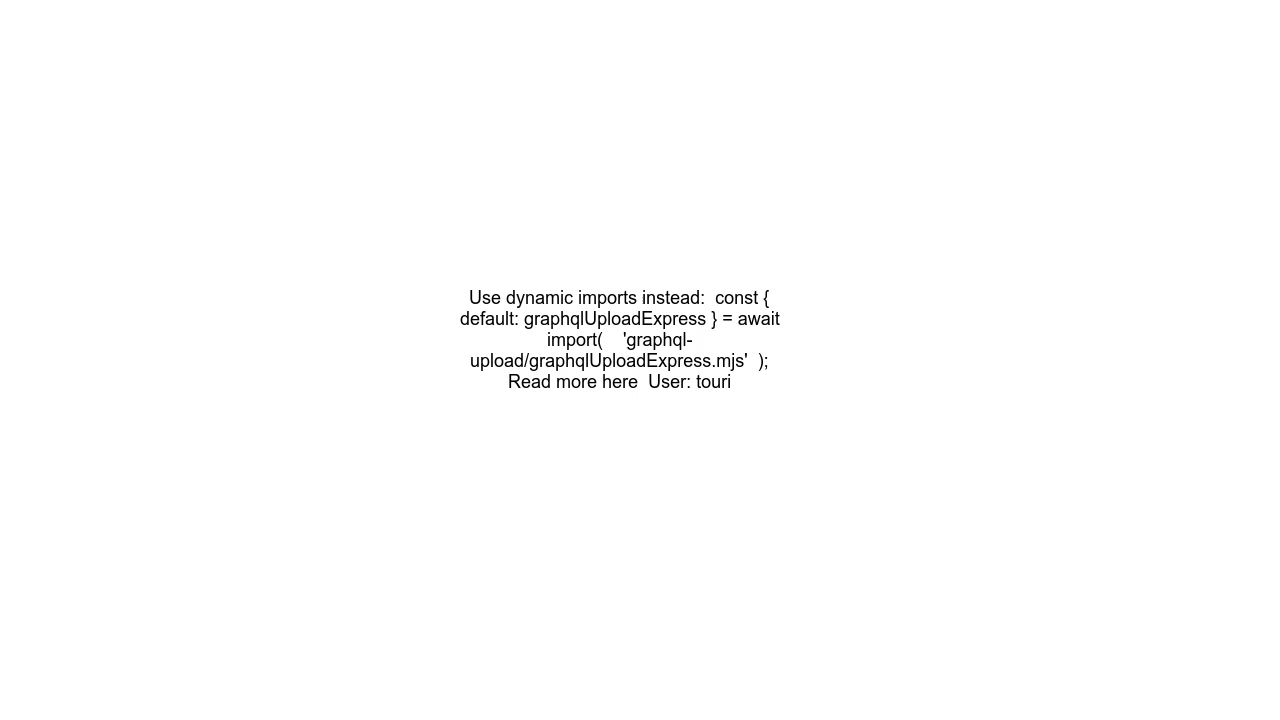 Use dynamic imports instead:  const {
default: graphqlUploadExpress } = await
import(    'graphql-
upload/graphqlUploadExpress.mjs'  );
Read more here  User: touri